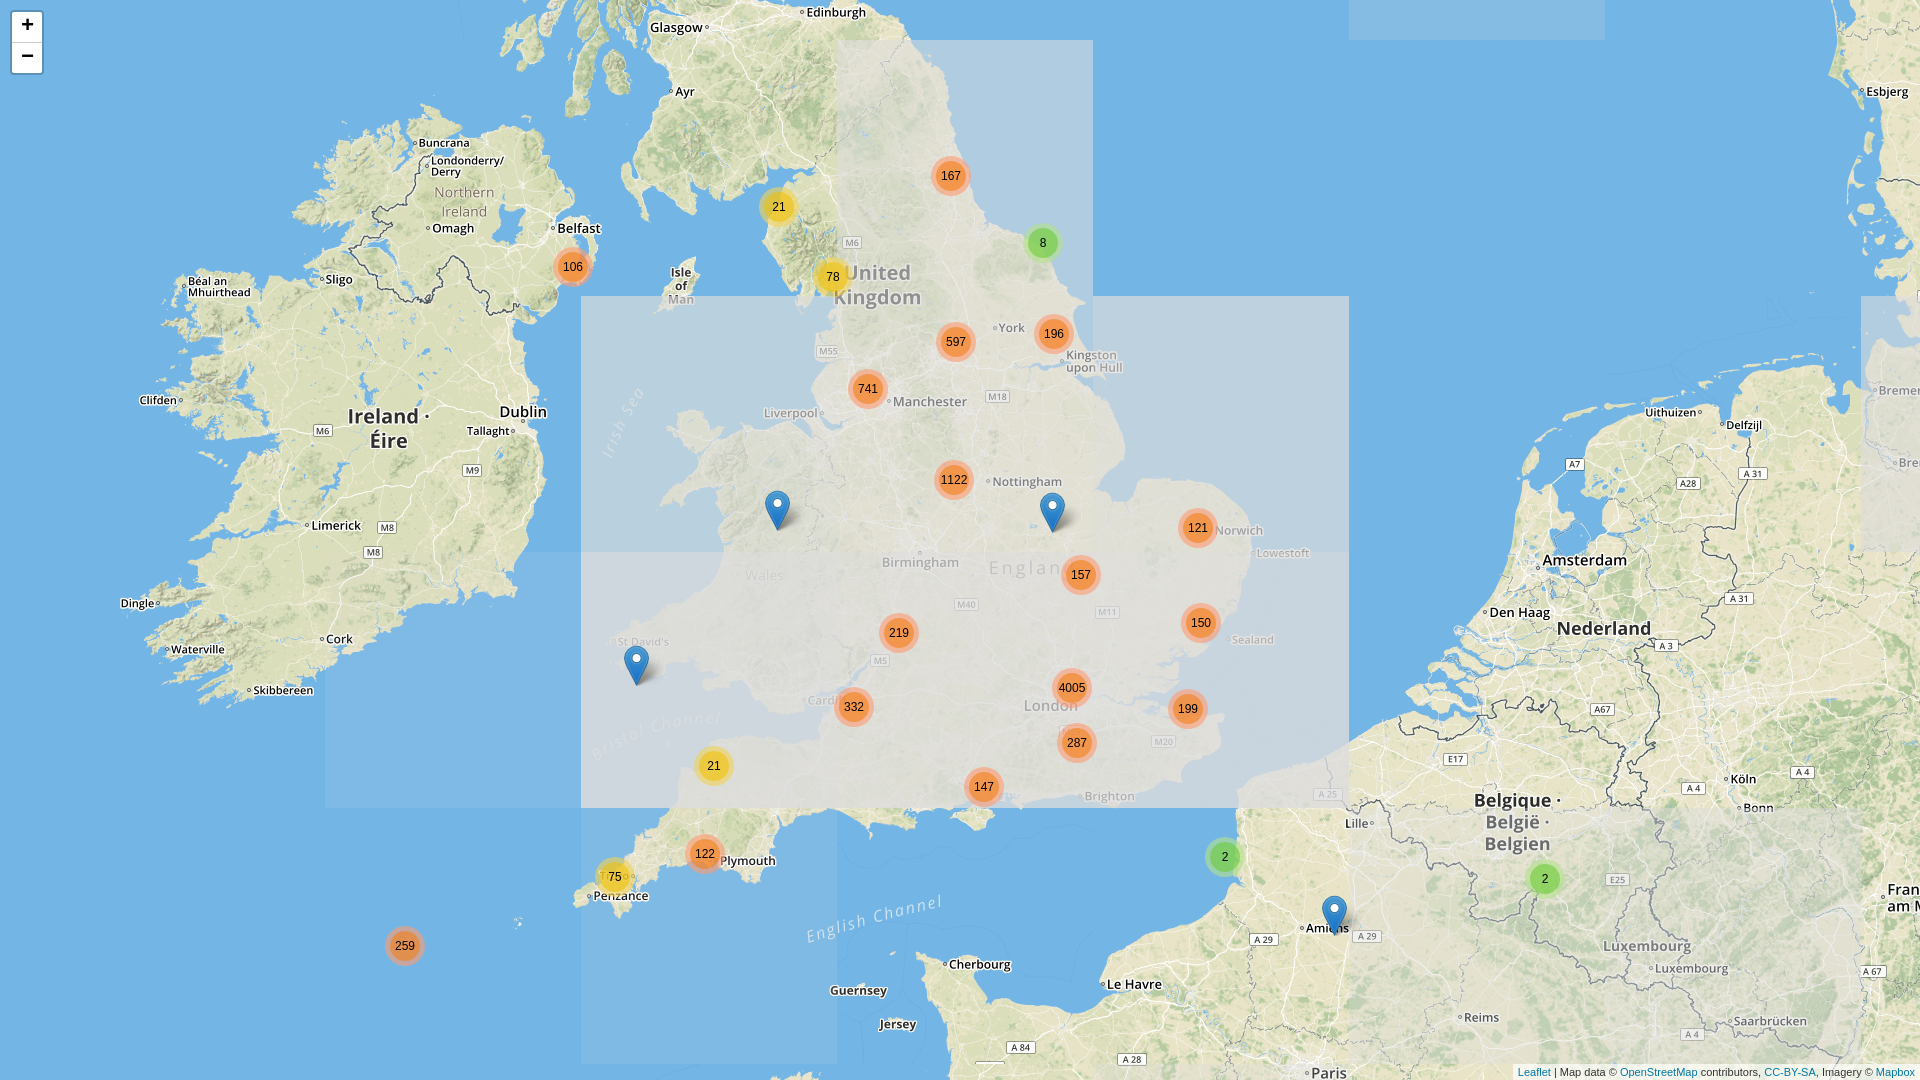 +
−
Edinburgh
Glasgow
Ayr
Esbjerg
Buncrana
Londonderry/
Derry
Northern
Ireland
Omagh
Belfast
167
21
8
106
78
M6
United
Kingdom
Isle
of
Man
Sligo
Béal an
Mhuirthead
York
196
597
M55
Kingston
upon Hull
741
Manchester
M18
Liverpool
Irish Sea
Clifden
Ireland ·
Éire
Dublin
Tallaght
M6
M9
Uithuizen
Delfzijl
A7
A 31
A28
1122
Nottingham
Limerick
M8
M8
121
Norwich
Lowestoft
Birmingham
Wales
157
Amsterdam
Dingle
M40
M11
A 31
Den Haag
Nederland
A 3
150
Sealand
219
Cork
Waterville
St David's
M5
Skibbereen
4005
London
199
332
A67
Bristol Channel
287
M20
E17
21
147
Brighton
A 25
Köln
A 4
A 4
Bonn
Belgique ·
België ·
Belgien
Lille
122
Plymouth
75
Penzance
2
2
E25
English Channel
259
A 29
A 29
Luxembourg
Luxembourg
A 67
Cherbourg
Le Havre
Guernsey
Jersey
Reims
Saarbrücken
A 4
A 84
A 28
Paris
Leaflet | Map data © OpenStreetMap contributors, CC-BY-SA, Imagery © Mapbox